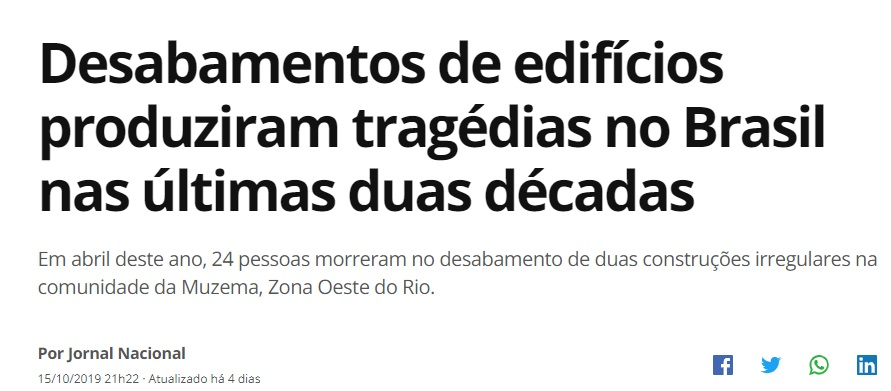 Desabamentos de edifícios
produziram tragédias no Brasil
nas últimas duas décadas
Em abril deste ano, 24 pessoas morreram no desabamento de duas construções irregulares na
comunidade da Muzema, Zona Oeste do Rio.
Por Jornal Nacional
15/10/2019 21h22 · Atualizado há 4 dias